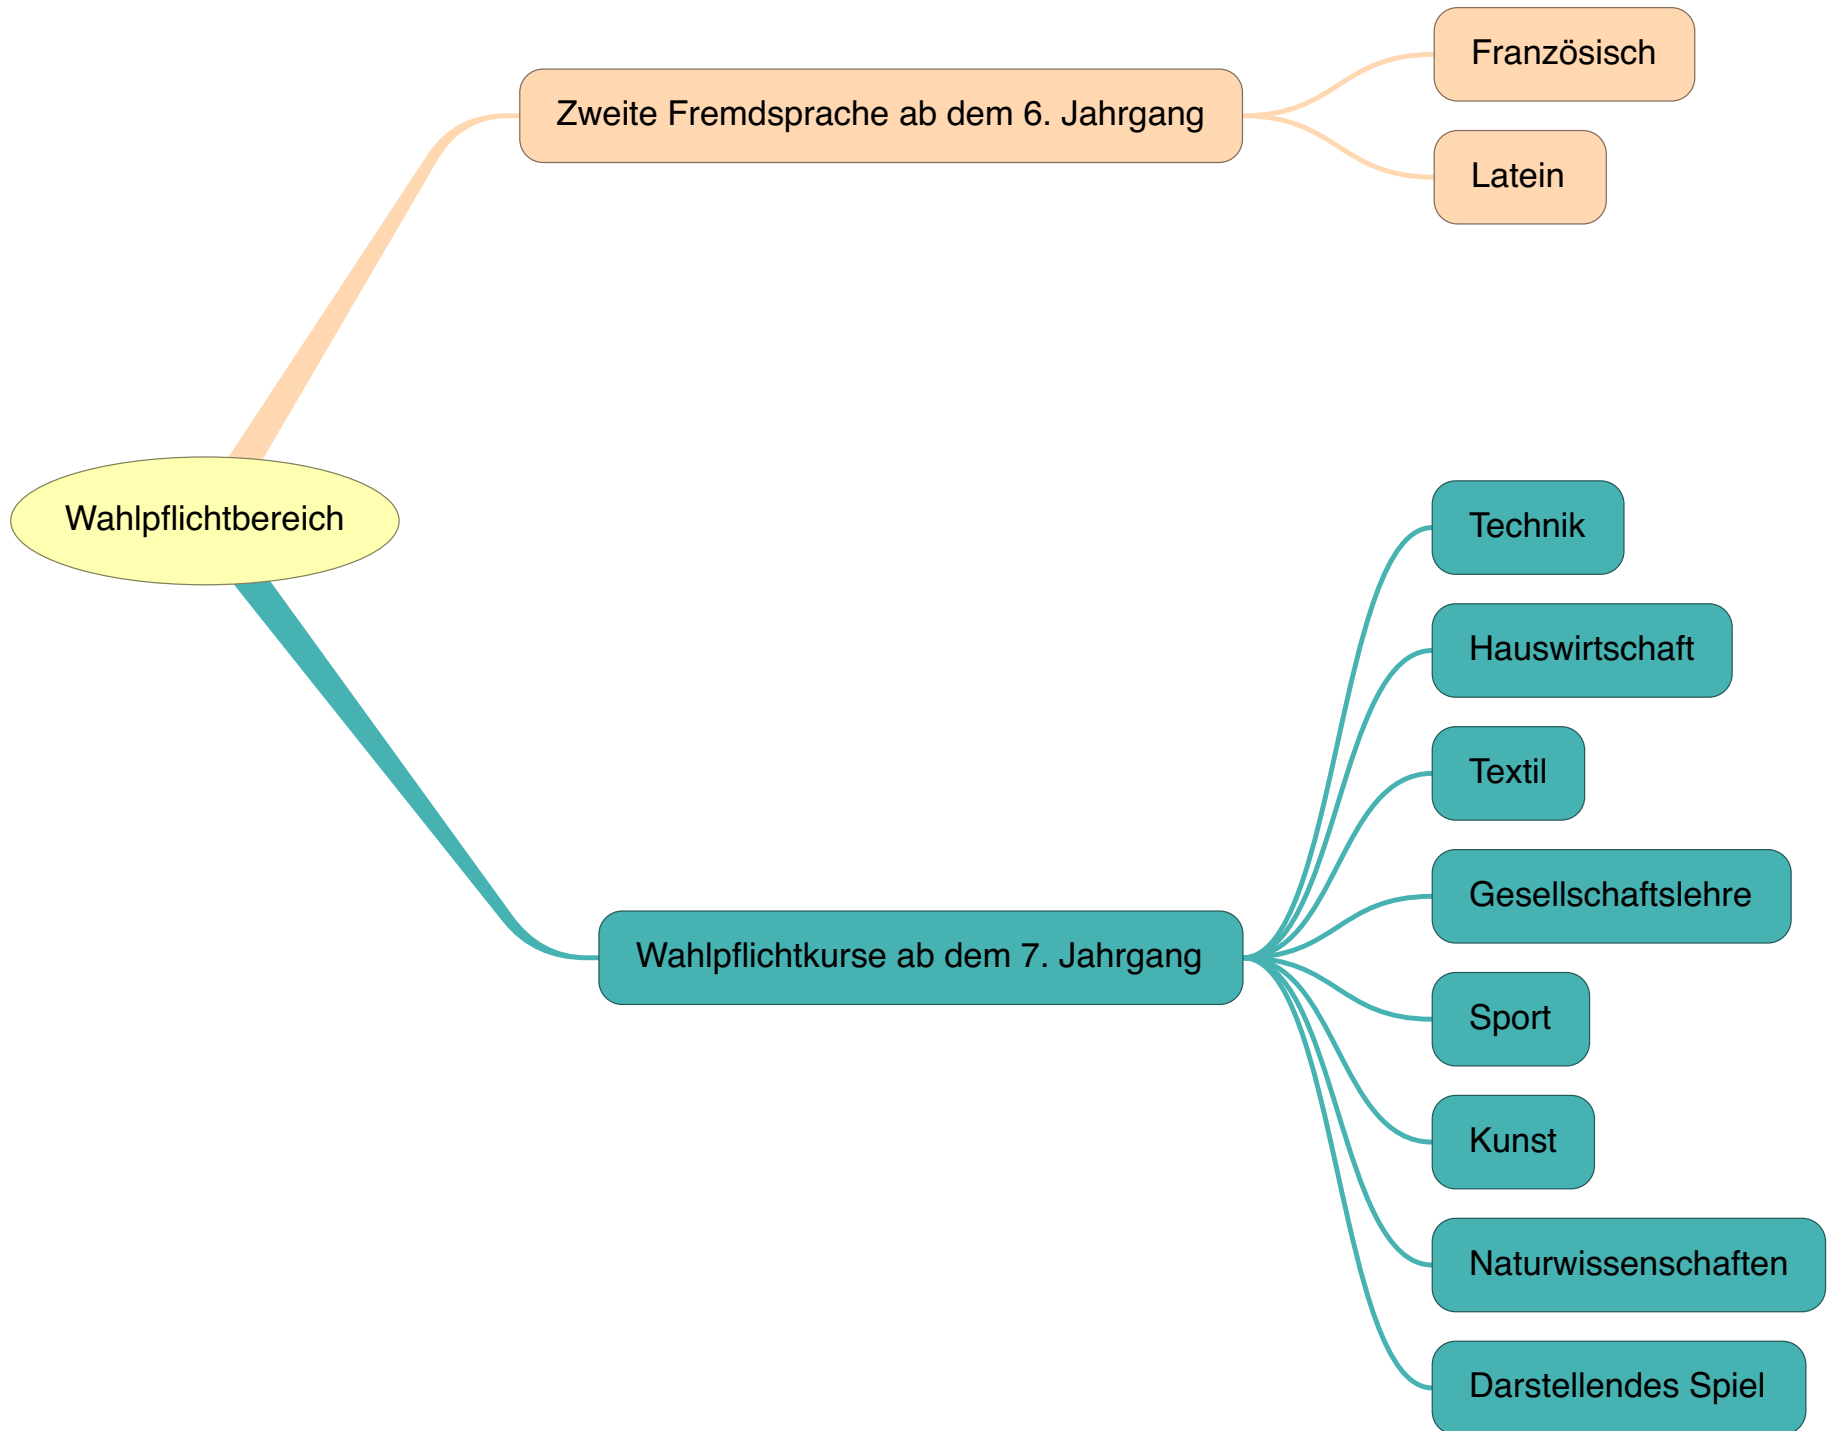 Wahlpflichtbereich
Zweite Fremdsprache ab dem 6. Jahrgang
Französisch
Latein
Wahlpflichtkurse ab dem 7. Jahrgang
Technik
Hauswirtschaft
Textil
Gesellschaftslehre
Sport
Kunst
Naturwissenschaften
Darstellendes Spiel